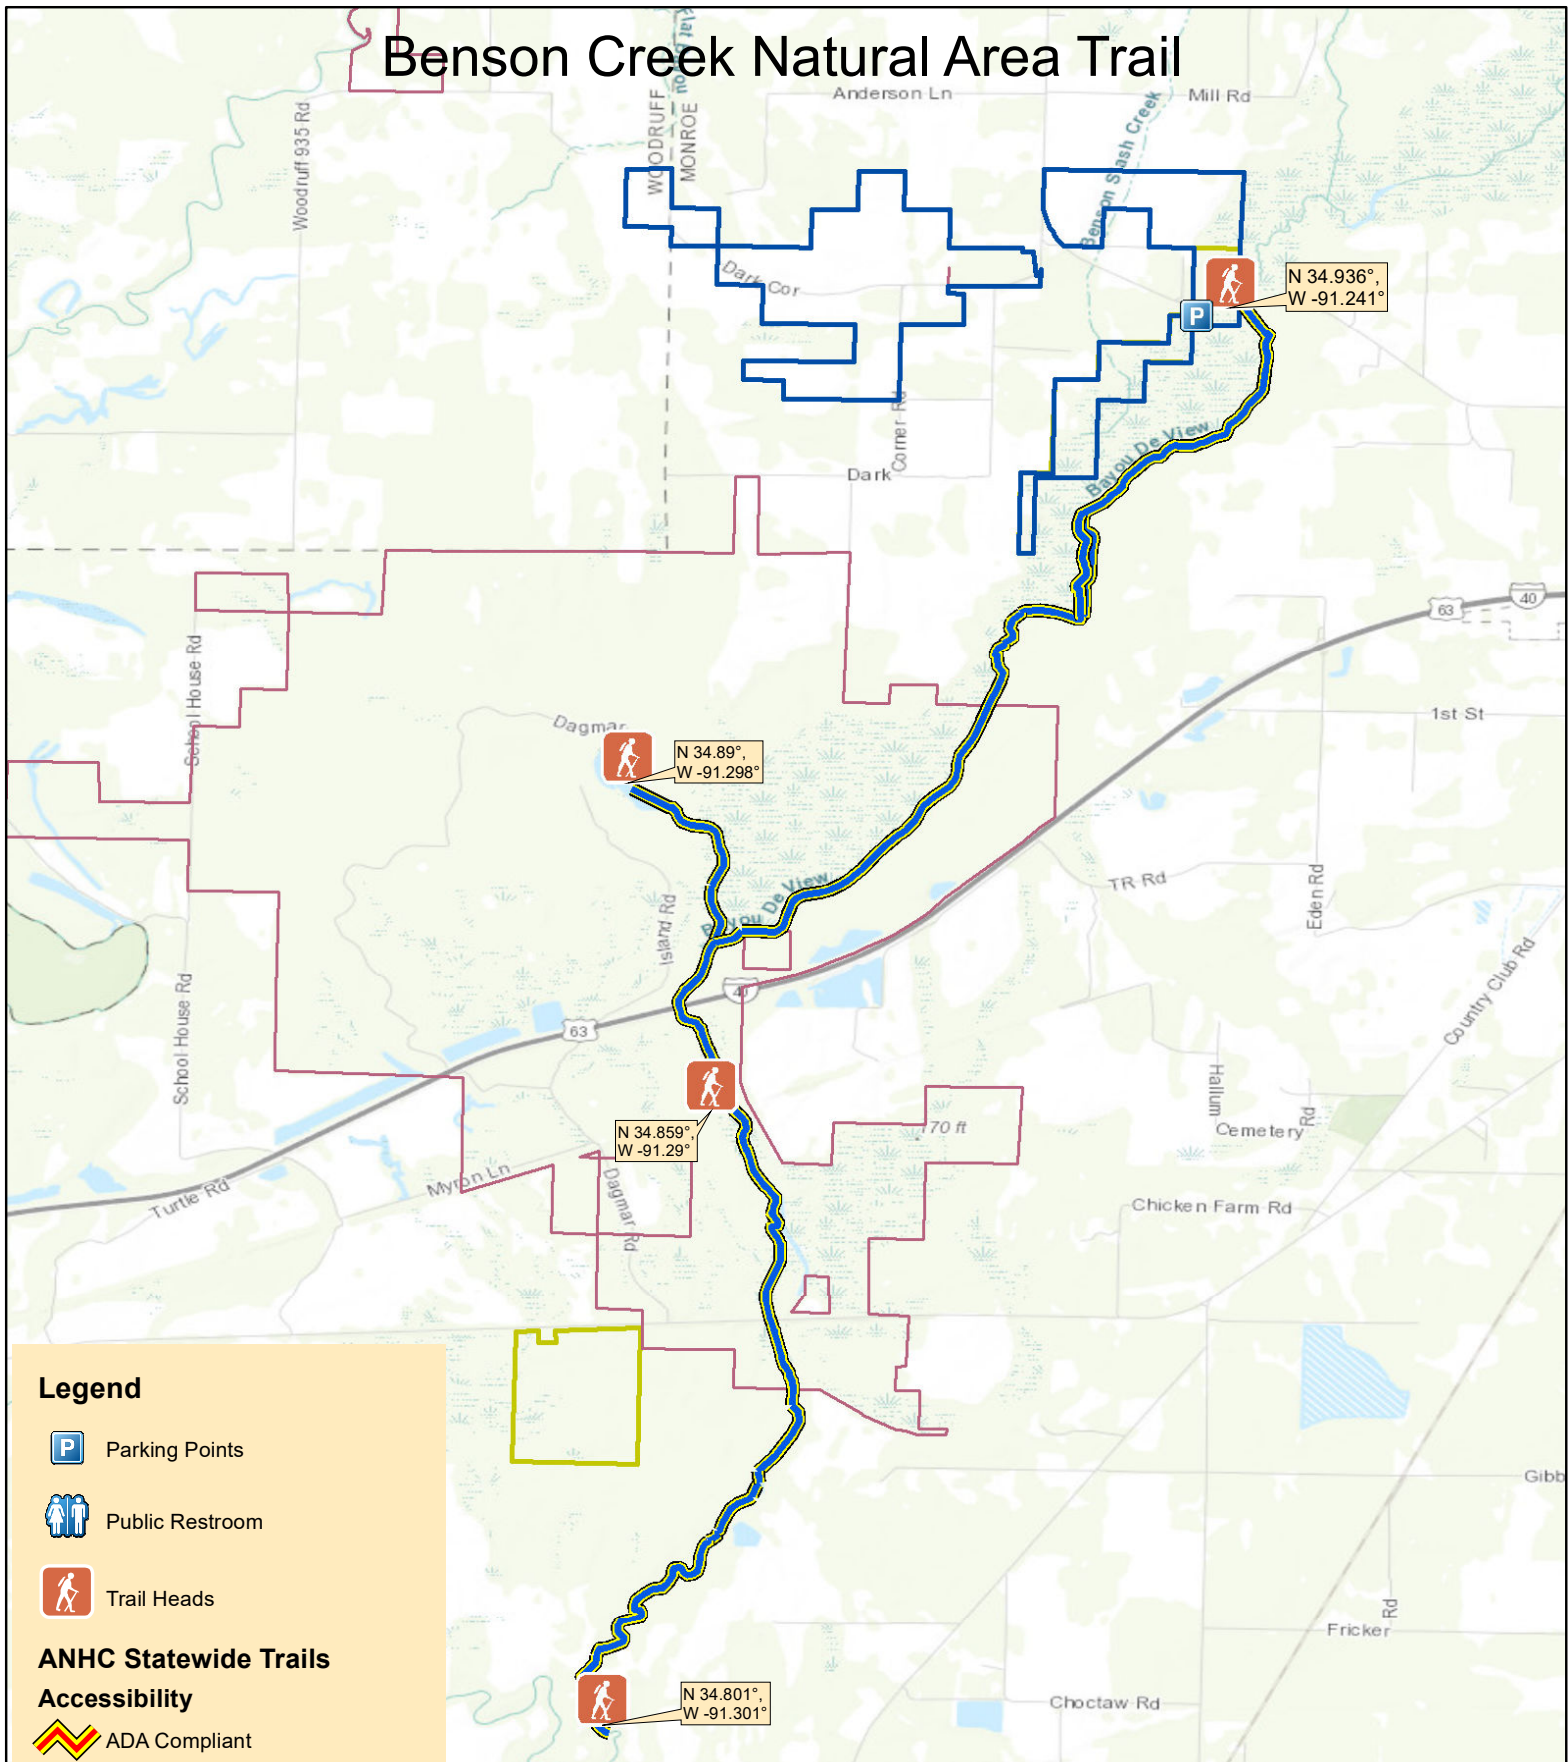 Benson Creek Natural Area Trail
Flat Bayou
Anderson Ln
Mill Rd
Woodruff 935 Rd
WOODRUFF
MONROE
Benson Slash Creek
Dark Cor
N 34.936°,
W -91.241°
P
Corner Rd
Dark
Bayou De View
63
40
School House Rd
1st St
Dagmar
N 34.89°,
W -91.298°
Bayou De View
Island Rd
TR Rd
Eden Rd
Country Club Rd
40
63
School House Rd
Hallum
Cemetery Rd
N 34.859°,
W -91.29°
170 ft
Myron Ln
Dagmar Rd
Turtle Rd
Chicken Farm Rd
Gibb
Fricker Rd
Choctaw Rd
N 34.801°,
W -91.301°
Legend
P Parking Points
Public Restroom
Trail Heads
ANHC Statewide Trails
Accessibility
ADA Compliant